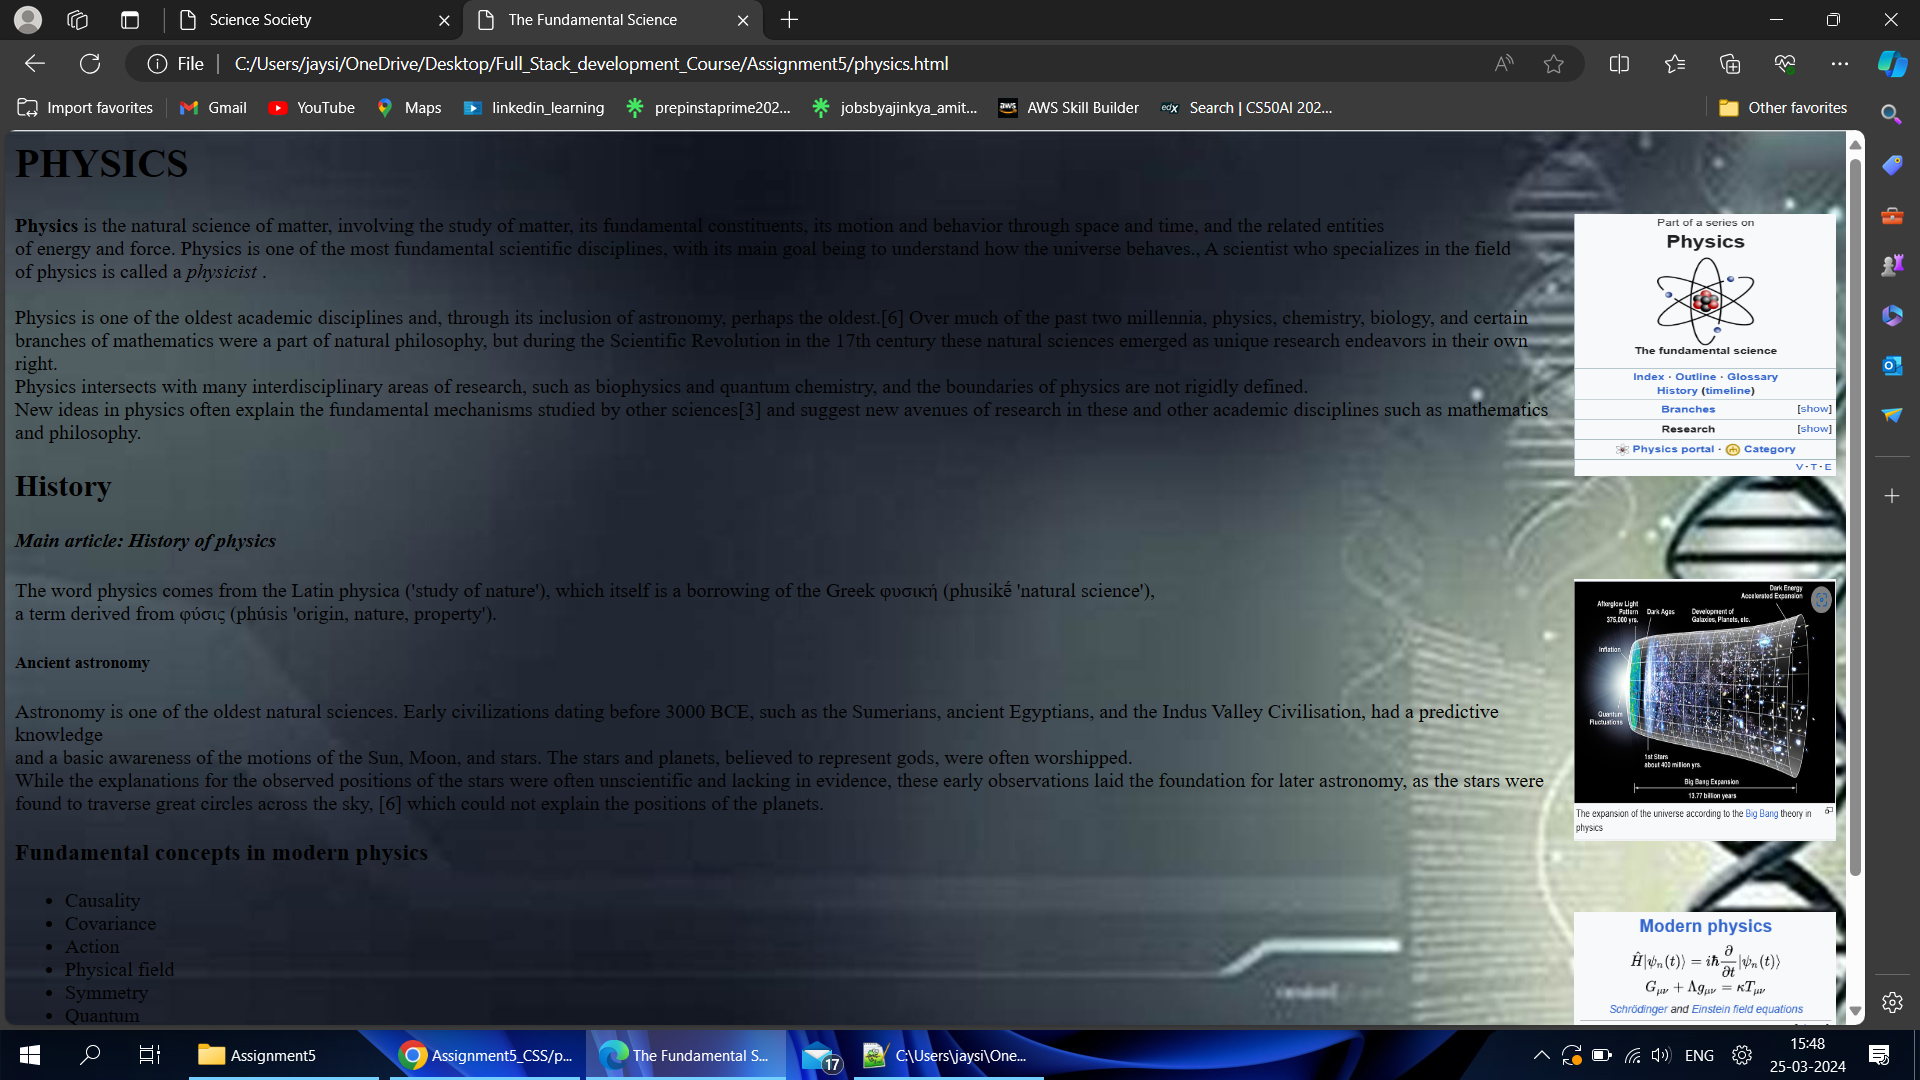 Science Society
The Fundamental Science
File
C:/Users/jaysi/OneDrive/Desktop/Full_Stack_development_Course/Assignment5/physics.html
Import favorites
Gmail
YouTube
Maps
linkedin_learning
prepinstaprime202...
jobsbyajinkya_amit...
aws
AWS Skill Builder
edX
Search | CS50AI 202...
Other favorites
PHYSICS
Physics is the natural science of matter, involving the study of matter, its fundamental constituents, its motion and behavior through space and time, and the related entities
of energy and force. Physics is one of the most fundamental scientific disciplines, with its main goal being to understand how the universe behaves., A scientist who specializes in the field
of physics is called a physicist .
Physics is one of the oldest academic disciplines and, through its inclusion of astronomy, perhaps the oldest.[6] Over much of the past two millennia, physics, chemistry, biology, and certain
branches of mathematics were a part of natural philosophy, but during the Scientific Revolution in the 17th century these natural sciences emerged as unique research endeavors in their own
right.
Physics intersects with many interdisciplinary areas of research, such as biophysics and quantum chemistry, and the boundaries of physics are not rigidly defined.
New ideas in physics often explain the fundamental mechanisms studied by other sciences[3] and suggest new avenues of research in these and other academic disciplines such as mathematics
and philosophy.
Part of a series on
Physics
The fundamental science
Index · Outline · Glossary
History (timeline)
Branches [show]
Research [show]
Physics portal · Category
V · T · E
History
Main article: History of physics
The word physics comes from the Latin physica ('study of nature'), which itself is a borrowing of the Greek φυσική (phusikḗ 'natural science'),
a term derived from φύσις (phúsis 'origin, nature, property').
Ancient astronomy
Astronomy is one of the oldest natural sciences. Early civilizations dating before 3000 BCE, such as the Sumerians, ancient Egyptians, and the Indus Valley Civilisation, had a predictive
knowledge
and a basic awareness of the motions of the Sun, Moon, and stars. The stars and planets, believed to represent gods, were often worshipped.
While the explanations for the observed positions of the stars were often unscientific and lacking in evidence, these early observations laid the foundation for later astronomy, as the stars were
found to traverse great circles across the sky, [6] which could not explain the positions of the planets.
Dark Energy
Accelerated Expansion
Afterglow Light
Pattern
375,000 yrs.
Dark Ages
Development of
Galaxies, Planets, etc.
Inflation
Quantum
Fluctuations
1st Stars
about 400 million yrs.
Big Bang Expansion
13.77 billion years
The expansion of the universe according to the Big Bang theory in
physics
Fundamental concepts in modern physics
• Causality
• Covariance
• Action
• Physical field
• Symmetry
• Quantum
Modern physics
Ĥ|ψn(t)⟩ = iħ ∂/∂t |ψn(t)⟩
Gμν + Λgμν = κTμν
Schrödinger and Einstein field equations
Assignment5
Assignment5_CSS/p...
The Fundamental S...
17
C:\Users\jaysi\One...
ENG
15:48
25-03-2024